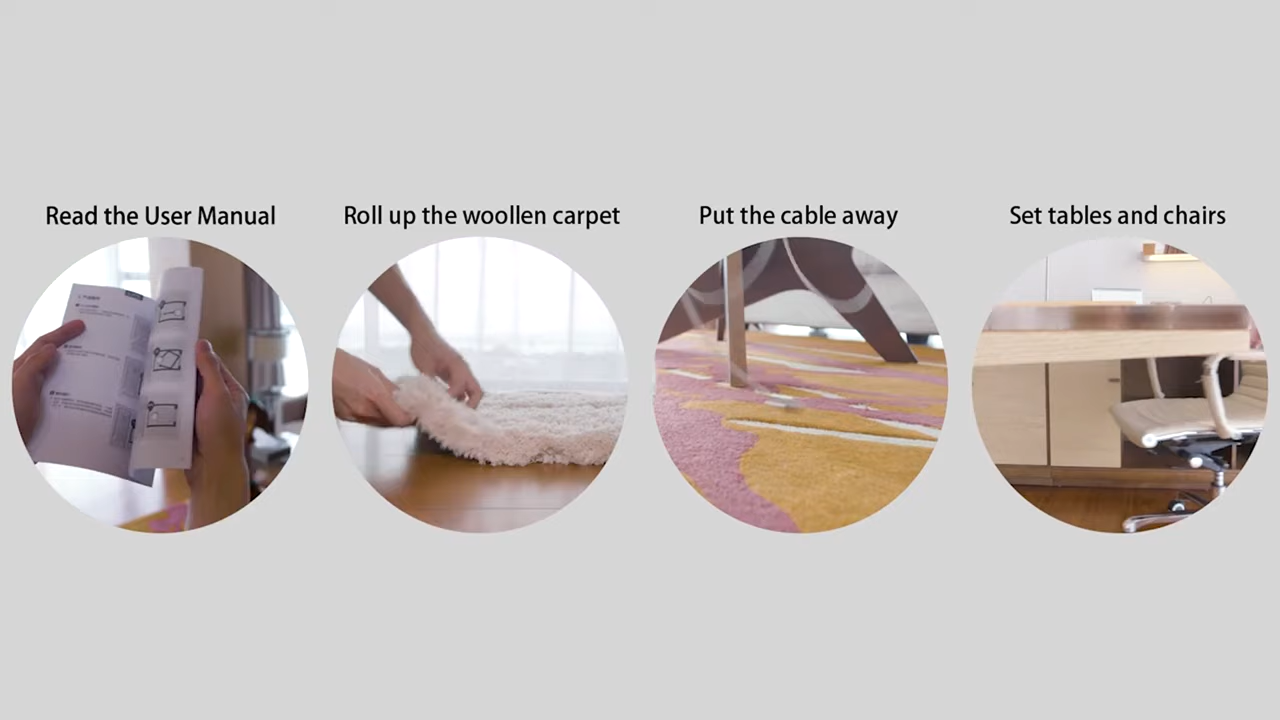 Read the User Manual
Roll up the woollen carpet
Put the cable away
Set tables and chairs